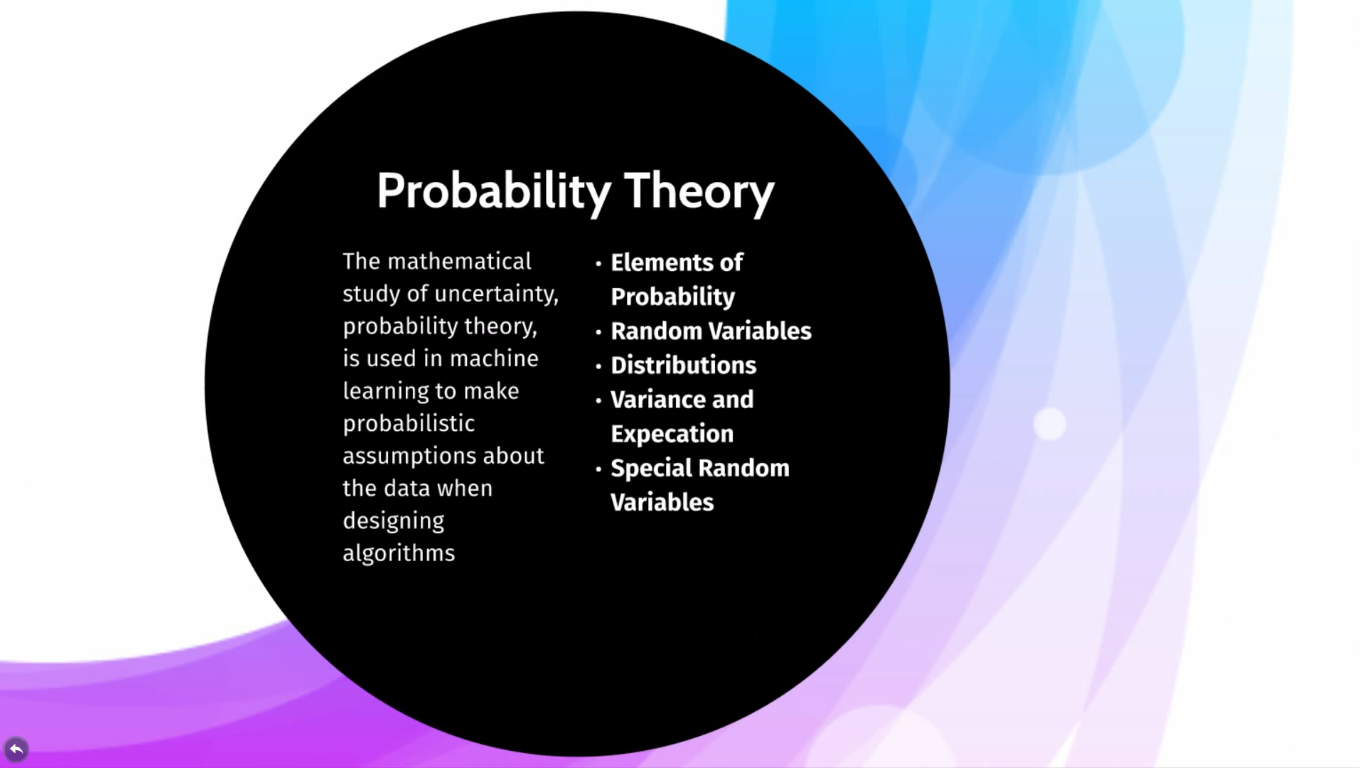 Probability Theory
The mathematical
study of uncertainty,
probability theory,
is used in machine
learning to make
probabilistic
assumptions about
the data when
designing
algorithms
• Elements of
Probability
• Random Variables
• Distributions
• Variance and
Expecation
• Special Random
Variables